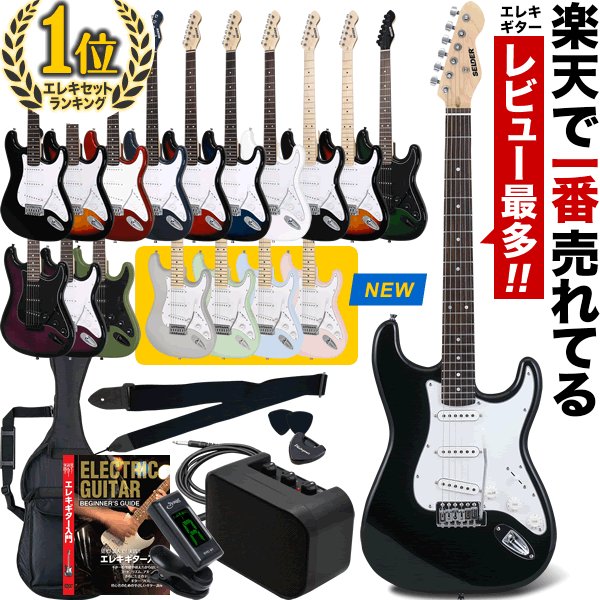 1位
エレキセット
ランキング
エレキ
ギター
レビュー最多!!
楽天で一番売れてる
SELDER
NEW
ELECTRIC
GUITAR
BEGINNER'S GUIDE
エレキギター入門